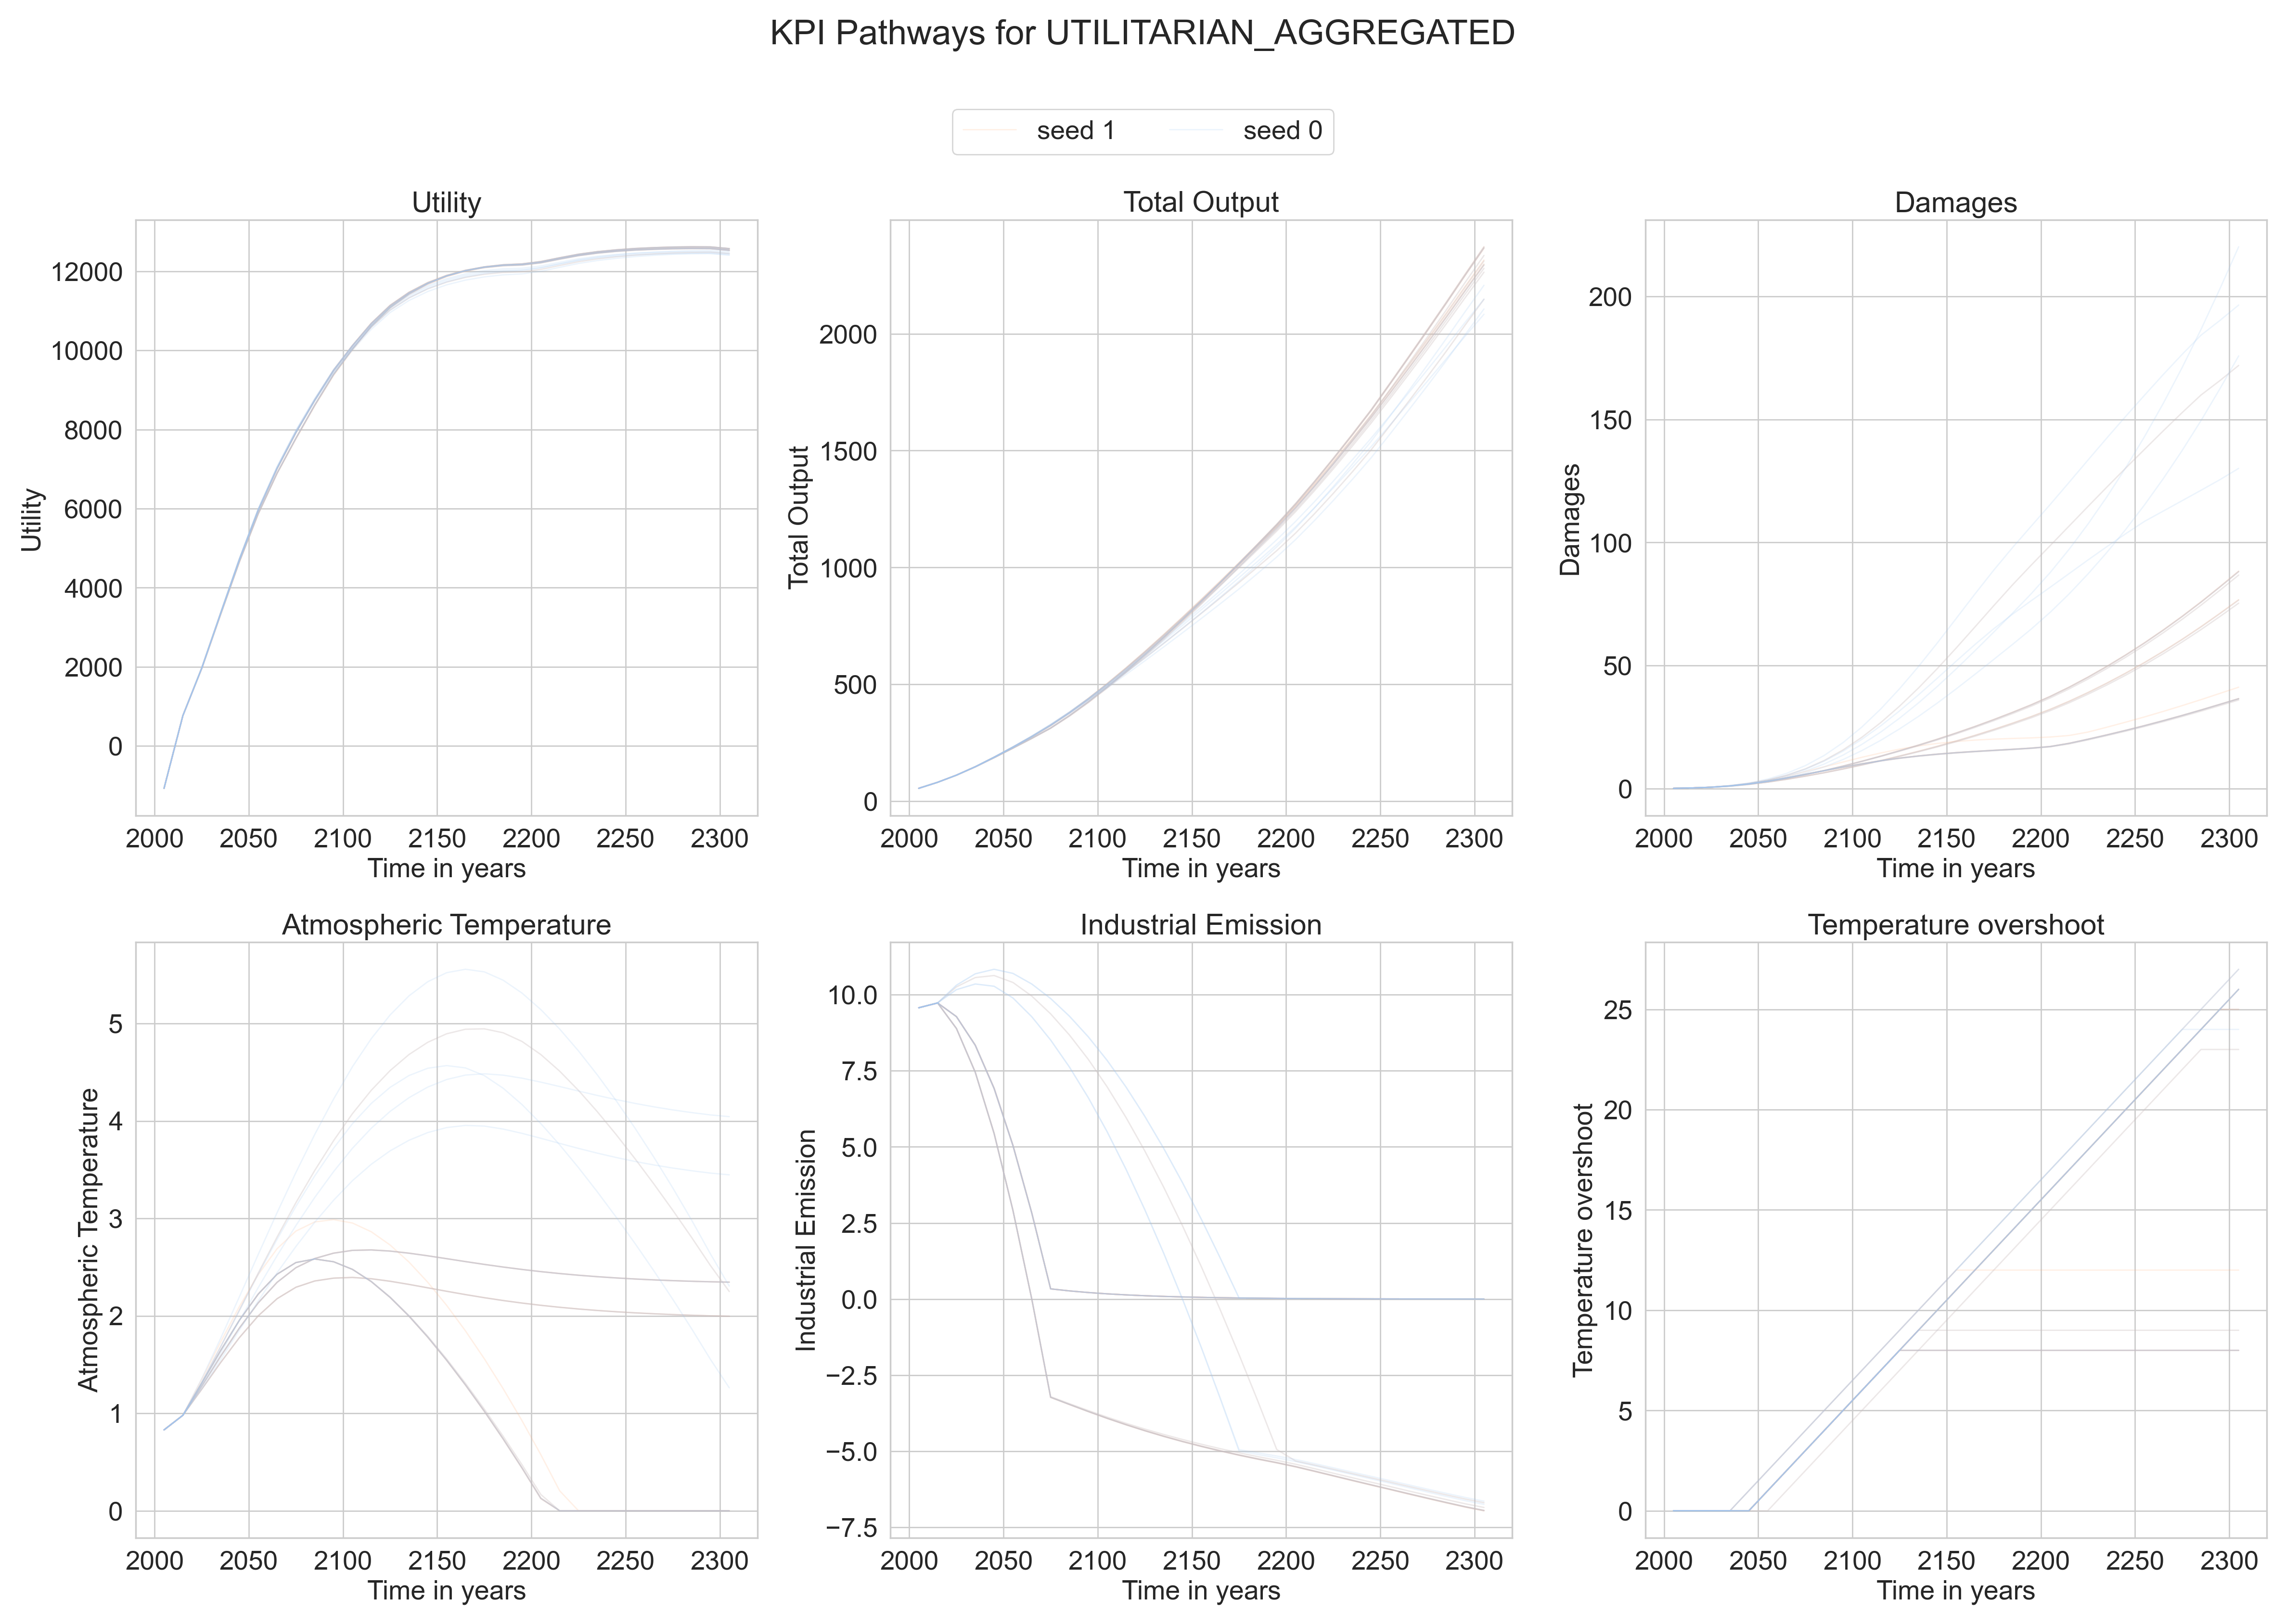 KPI Pathways for UTILITARIAN_AGGREGATED
seed 1 seed 0
Utility
Total Output
Damages
Utility
12000
10000
8000
6000
4000
2000
0
2000 2050 2100 2150 2200 2250 2300
Time in years
Total Output
2000
1500
1000
500
0
2000 2050 2100 2150 2200 2250 2300
Time in years
Damages
200
150
100
50
0
2000 2050 2100 2150 2200 2250 2300
Time in years
Atmospheric Temperature
Industrial Emission
Temperature overshoot
Atmospheric Temperature
5
4
3
2
1
0
2000 2050 2100 2150 2200 2250 2300
Time in years
Industrial Emission
10.0
7.5
5.0
2.5
0.0
−2.5
−5.0
−7.5
2000 2050 2100 2150 2200 2250 2300
Time in years
Temperature overshoot
25
20
15
10
5
0
2000 2050 2100 2150 2200 2250 2300
Time in years